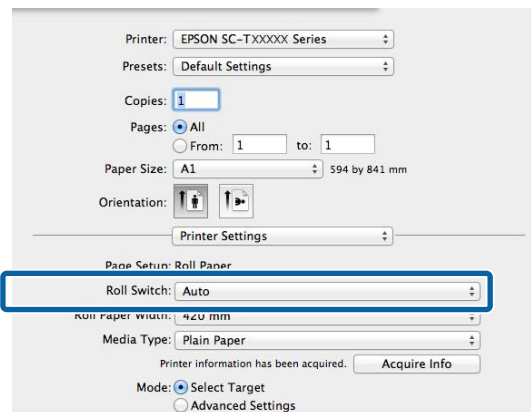 Printer: EPSON SC-TXXXXX Series
Presets: Default Settings
Copies: 1
Pages: All
From: 1 to: 1
Paper Size: A1 594 by 841 mm
Orientation:
Printer Settings
Page Setup: Roll Paper
Roll Switch: Auto
Roll Paper Width: 420 mm
Media Type: Plain Paper
Printer information has been acquired. Acquire Info
Mode: Select Target
Advanced Settings